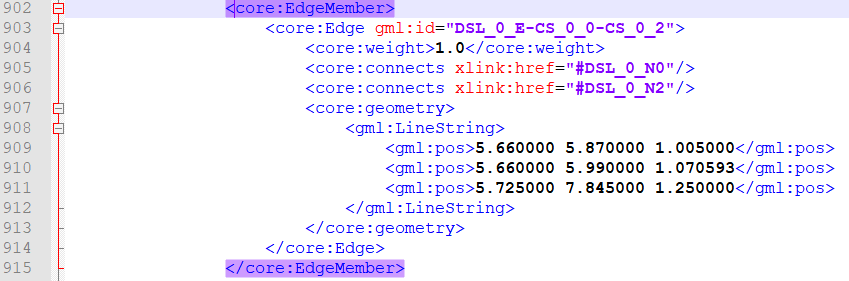 902 <core:EdgeMember>
903 <core:Edge gml:id="DSL_0_E-CS_0_0-CS_0_2">
904 <core:weight>1.0</core:weight>
905 <core:connects xlink:href="#DSL_0_N0"/>
906 <core:connects xlink:href="#DSL_0_N2"/>
907 <core:geometry>
908 <gml:LineString>
909 <gml:pos>5.660000 5.870000 1.005000</gml:pos>
910 <gml:pos>5.660000 5.990000 1.070593</gml:pos>
911 <gml:pos>5.725000 7.845000 1.250000</gml:pos>
912 </gml:LineString>
913 </core:geometry>
914 </core:Edge>
915 </core:EdgeMember>